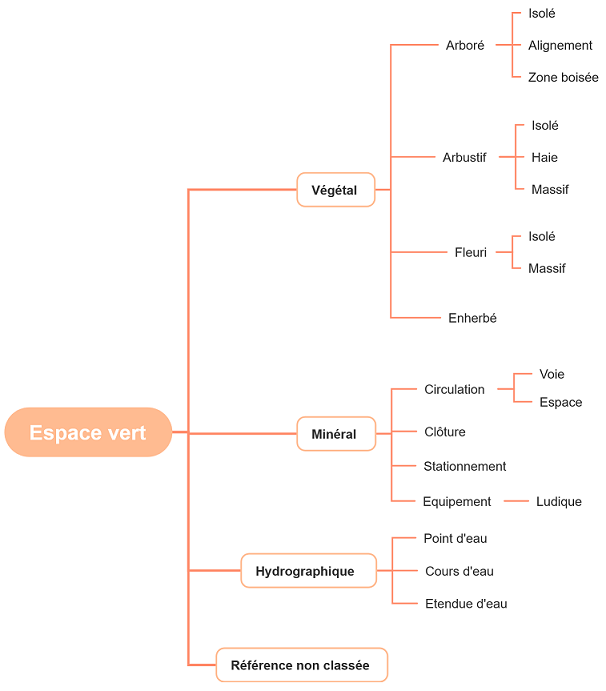 Espace vert
Végétal
Arboré
Isolé
Alignement
Zone boisée
Arbustif
Isolé
Haie
Massif
Fleuri
Isolé
Massif
Enherbé
Minéral
Circulation
Voie
Espace
Clôture
Stationnement
Equipement
Ludique
Hydrographique
Point d'eau
Cours d'eau
Etendue d'eau
Référence non classée